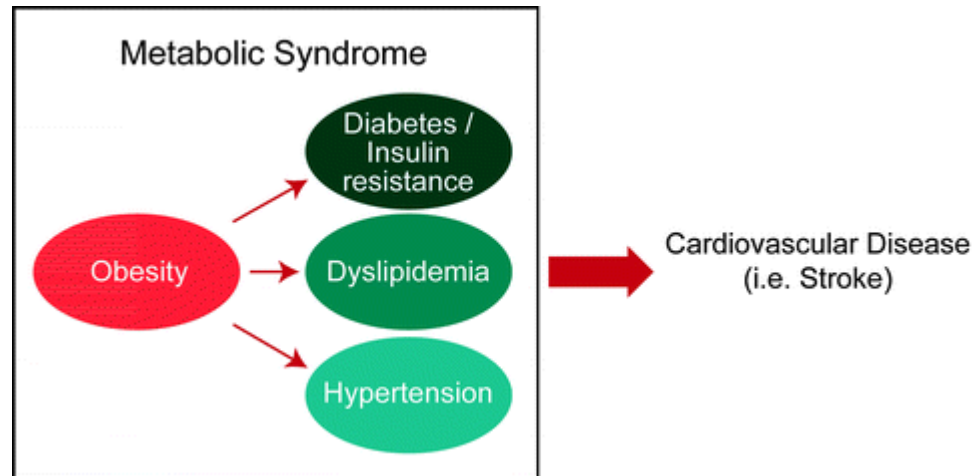 Metabolic Syndrome
Diabetes /
Insulin
resistance
Obesity
Dyslipidemia
Hypertension
Cardiovascular Disease
(i.e. Stroke)